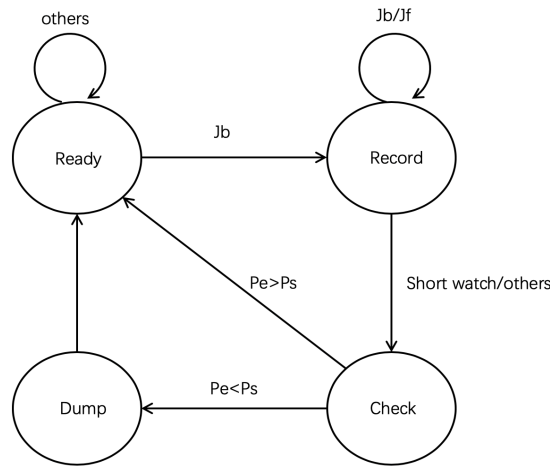 others
Jb/Jf
Jb
Ready
Record
Pe>Ps
Short watch/others
Pe<Ps
Dump
Check